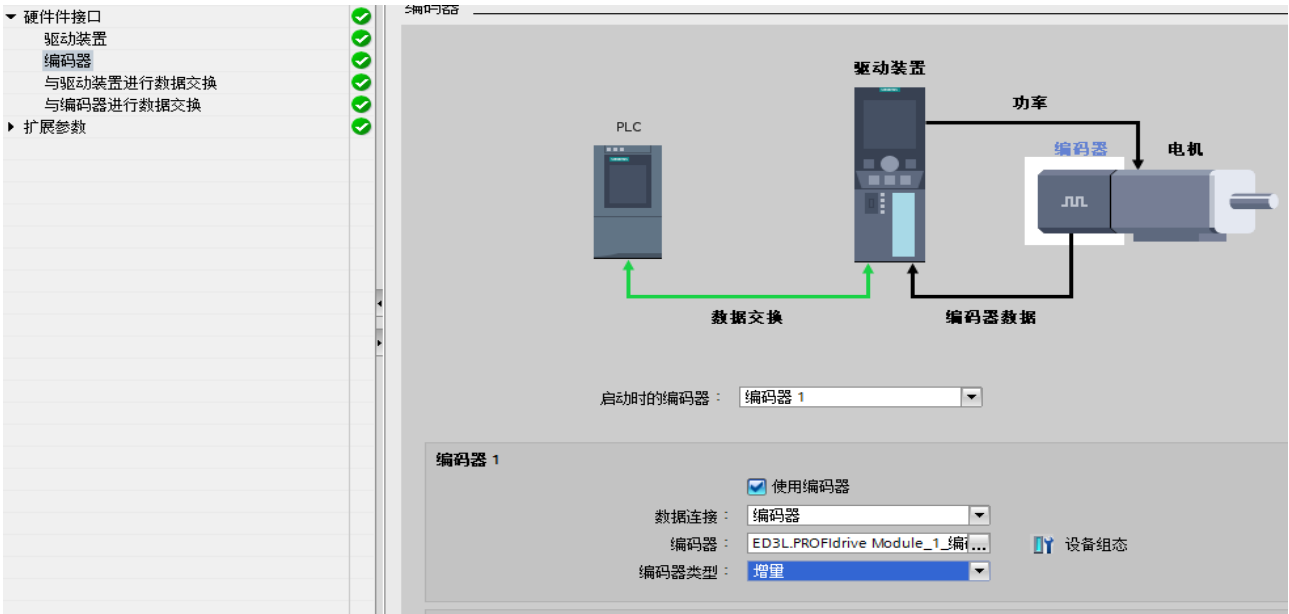 硬件件接口
驱动装置
编码器
与驱动装置进行数据交换
与编码器进行数据交换
扩展参数
编码器
驱动装置
功率
PLC
编码器
电机
数据交换
编码器数据
启动时的编码器：
编码器 1
编码器 1
使用编码器
数据连接：
编码器
编码器：
ED3L.PROFIdrive Module_1_编
...
设备组态
编码器类型：
增量